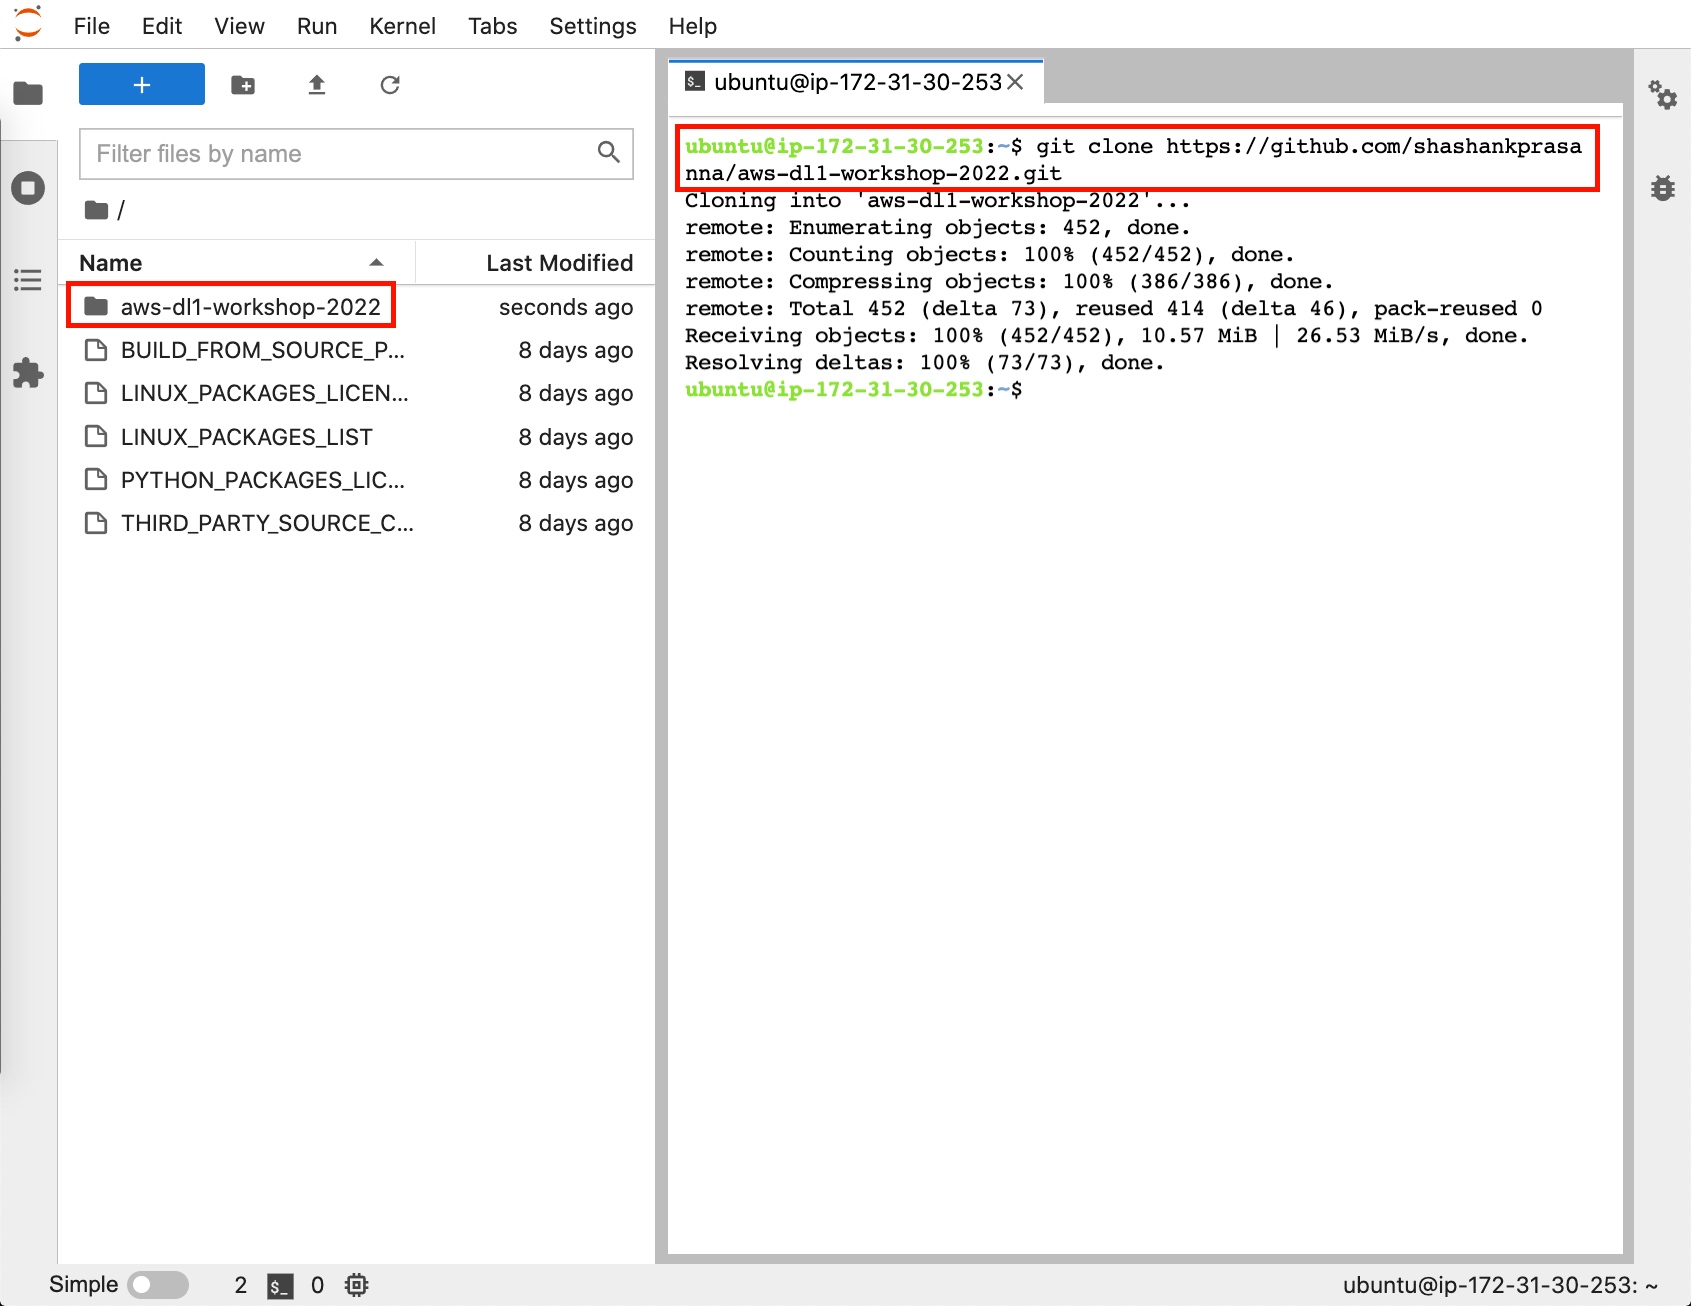 File Edit View Run Kernel Tabs Settings Help
+
Filter files by name
/
Name Last Modified
aws-dl1-workshop-2022 seconds ago
BUILD_FROM_SOURCE_P... 8 days ago
LINUX_PACKAGES_LICEN... 8 days ago
LINUX_PACKAGES_LIST 8 days ago
PYTHON_PACKAGES_LIC... 8 days ago
THIRD_PARTY_SOURCE_C... 8 days ago
$_ ubuntu@ip-172-31-30-253
ubuntu@ip-172-31-30-253:~$ git clone https://github.com/shashankprasa
nna/aws-dl1-workshop-2022.git
Cloning into 'aws-dl1-workshop-2022'...
remote: Enumerating objects: 452, done.
remote: Counting objects: 100% (452/452), done.
remote: Compressing objects: 100% (386/386), done.
remote: Total 452 (delta 73), reused 414 (delta 46), pack-reused 0
Receiving objects: 100% (452/452), 10.57 MiB | 26.53 MiB/s, done.
Resolving deltas: 100% (73/73), done.
ubuntu@ip-172-31-30-253:~$
Simple 2 $_ 0 ubuntu@ip-172-31-30-253: ~